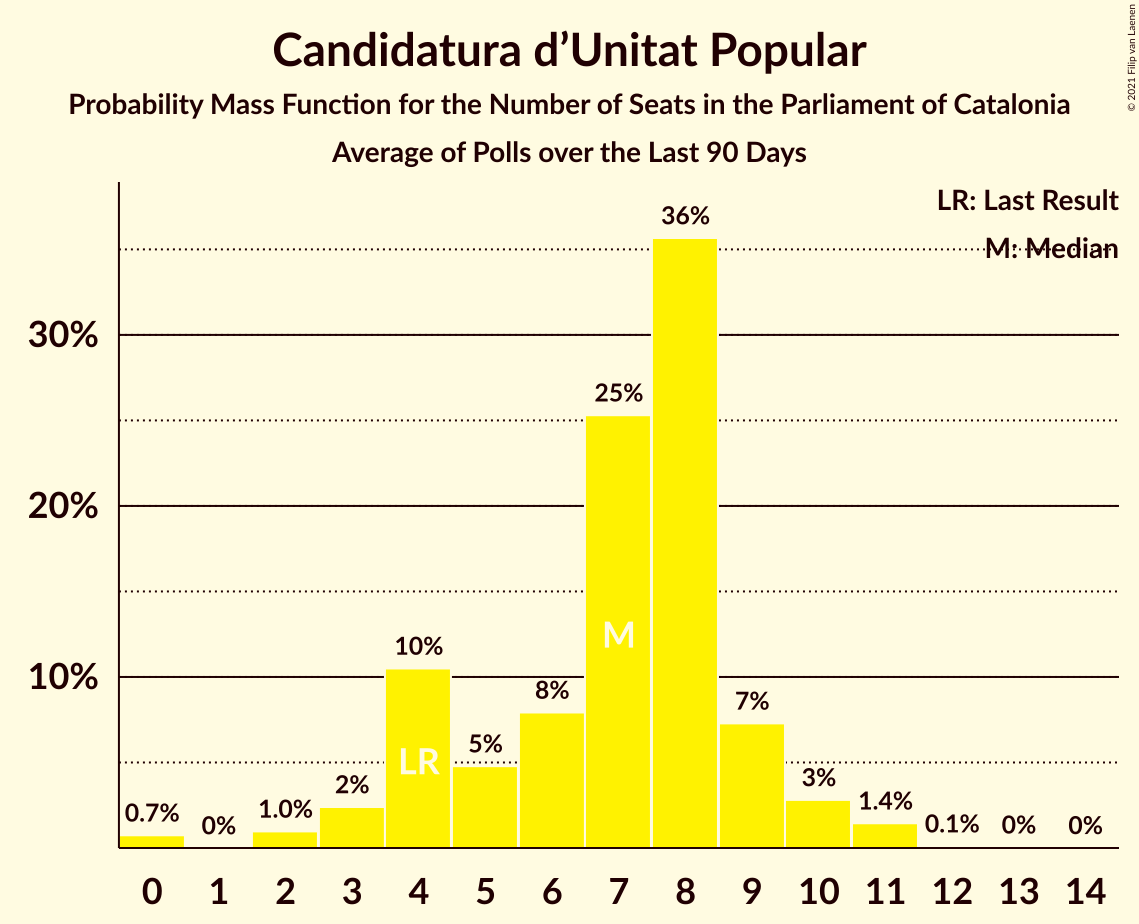 © 2021 Filip van Laenen
Candidatura d’Unitat Popular
Probability Mass Function for the Number of Seats in the Parliament of Catalonia
Average of Polls over the Last 90 Days
LR: Last Result
M: Median
36%
30%
25%
20%
M
10%
10%
8%
7%
5%
LR
2%
3%
0.7%
0%
1.0%
1.4%
0.1%
0%
0%
0 1 2 3 4 5 6 7 8 9 10 11 12 13 14